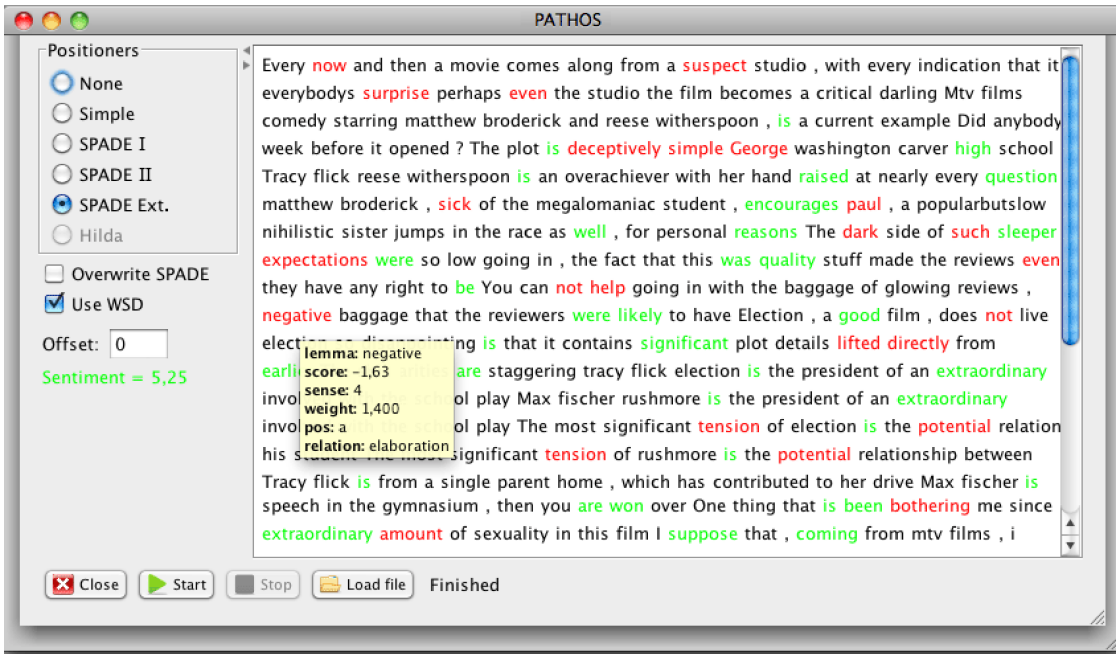 PATHOS
Positioners
None
Simple
SPADE I
SPADE II
SPADE Ext.
Hilda
Overwrite SPADE
Use WSD
Offset: 0
Sentiment = 5,25
Every now and then a movie comes along from a suspect studio , with every indication that it
everybodys surprise perhaps even the studio the film becomes a critical darling Mtv films
comedy starring matthew broderick and reese witherspoon , is a current example Did anybody
week before it opened ? The plot is deceptively simple George washington carver high school
Tracy flick reese witherspoon is an overachiever with her hand raised at nearly every question
matthew broderick , sick of the megalomaniac student , encourages paul , a popularbutslow
nihilistic sister jumps in the race as well , for personal reasons The dark side of such sleeper
expectations were so low going in , the fact that this was quality stuff made the reviews even
they have any right to be You can not help going in with the baggage of glowing reviews ,
negative baggage that the reviewers were likely to have Election , a good film , does not live
is that it contains significant plot details lifted directly from
are staggering tracy flick election is the president of an extraordinary
school play Max fischer rushmore is the president of an extraordinary
school play The most significant tension of election is the potential relation
his significant tension of rushmore is the potential relationship between
Tracy flick is from a single parent home , which has contributed to her drive Max fischer is
speech in the gymnasium , then you are won over One thing that is been bothering me since
extraordinary amount of sexuality in this film I suppose that , coming from mtv films , i
lemma: negative
score: −1,63
sense: 4
weight: 1,400
pos: a
relation: elaboration
Close Start Stop Load file Finished